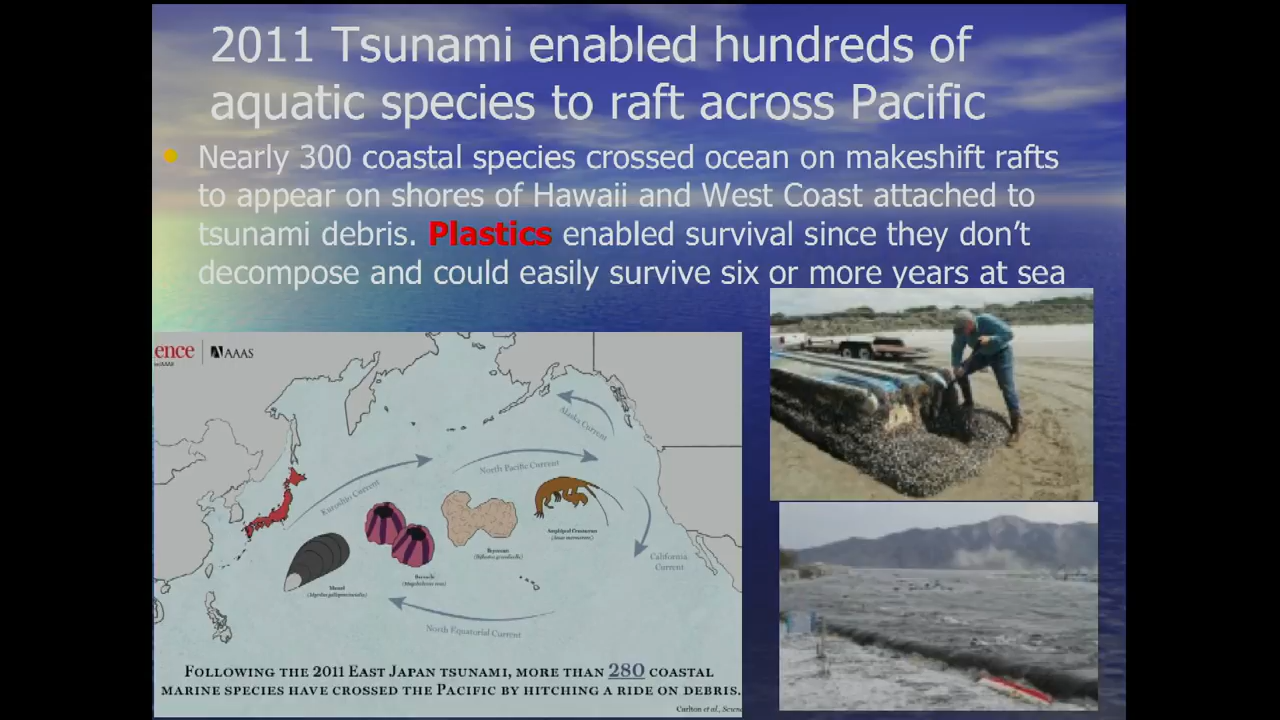 2011 Tsunami enabled hundreds of
aquatic species to raft across Pacific
Nearly 300 coastal species crossed ocean on makeshift rafts
to appear on shores of Hawaii and West Coast attached to
tsunami debris. Plastics enabled survival since they don't
decompose and could easily survive six or more years at sea
ence AAAS
Alaska Current
North Pacific Current
Kuroshio Current
Amphipod Crustacean
Bryozoan
Barnacle
Mussel
California
Current
North Equatorial Current
FOLLOWING THE 2011 EAST JAPAN TSUNAMI, MORE THAN 280 COASTAL
MARINE SPECIES HAVE CROSSED THE PACIFIC BY HITCHING A RIDE ON DEBRIS.
Carlton et al., Scien